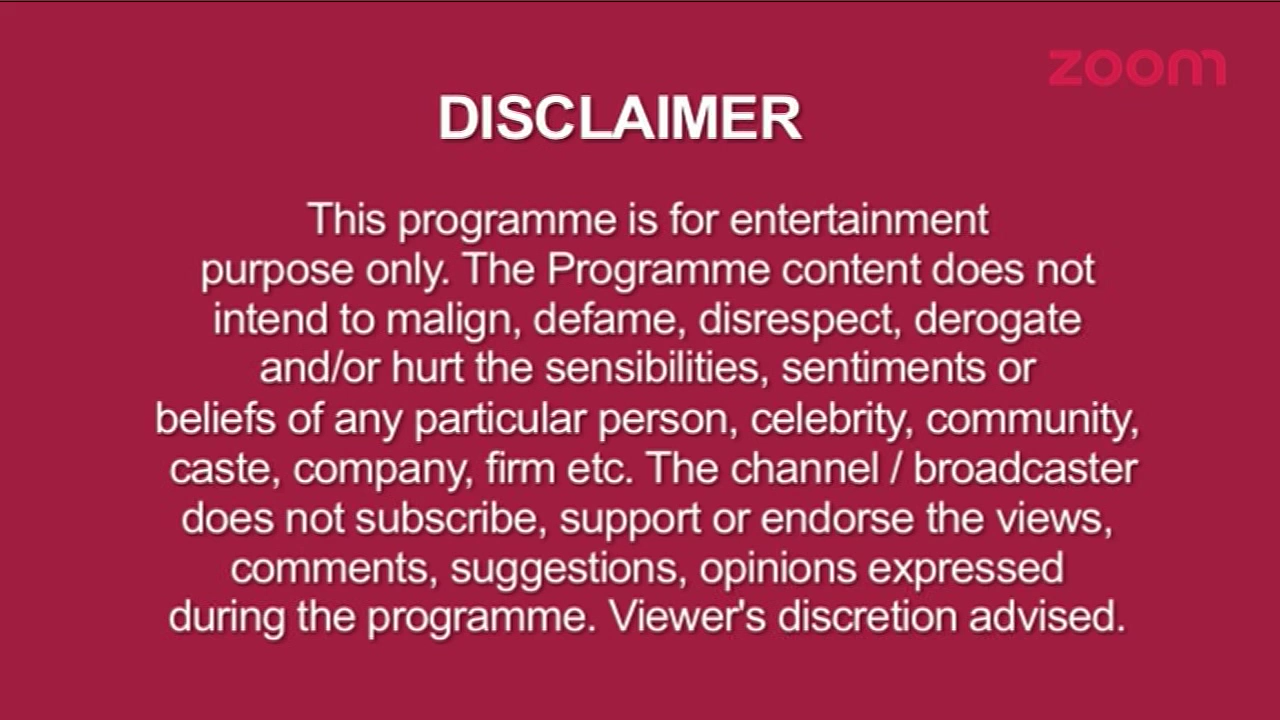 zoom
DISCLAIMER
This programme is for entertainment
purpose only. The Programme content does not
intend to malign, defame, disrespect, derogate
and/or hurt the sensibilities, sentiments or
beliefs of any particular person, celebrity, community,
caste, company, firm etc. The channel / broadcaster
does not subscribe, support or endorse the views,
comments, suggestions, opinions expressed
during the programme. Viewer's discretion advised.